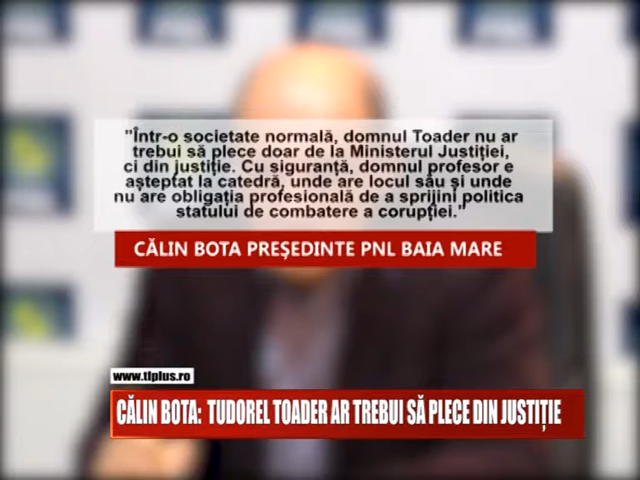 "Într-o societate normală, domnul Toader nu ar
trebui să plece doar de la Ministerul Justiției,
ci din justiție. Cu siguranță, domnul profesor e
așteptat la catedră, unde are locul său și unde
nu are obligația profesională de a sprijini politica
statului de combatere a corupției."
CĂLIN BOTA PREȘEDINTE PNL BAIA MARE
www.tlplus.ro
CĂLIN BOTA: TUDOREL TOADER AR TREBUI SĂ PLECE DIN JUSTIȚIE